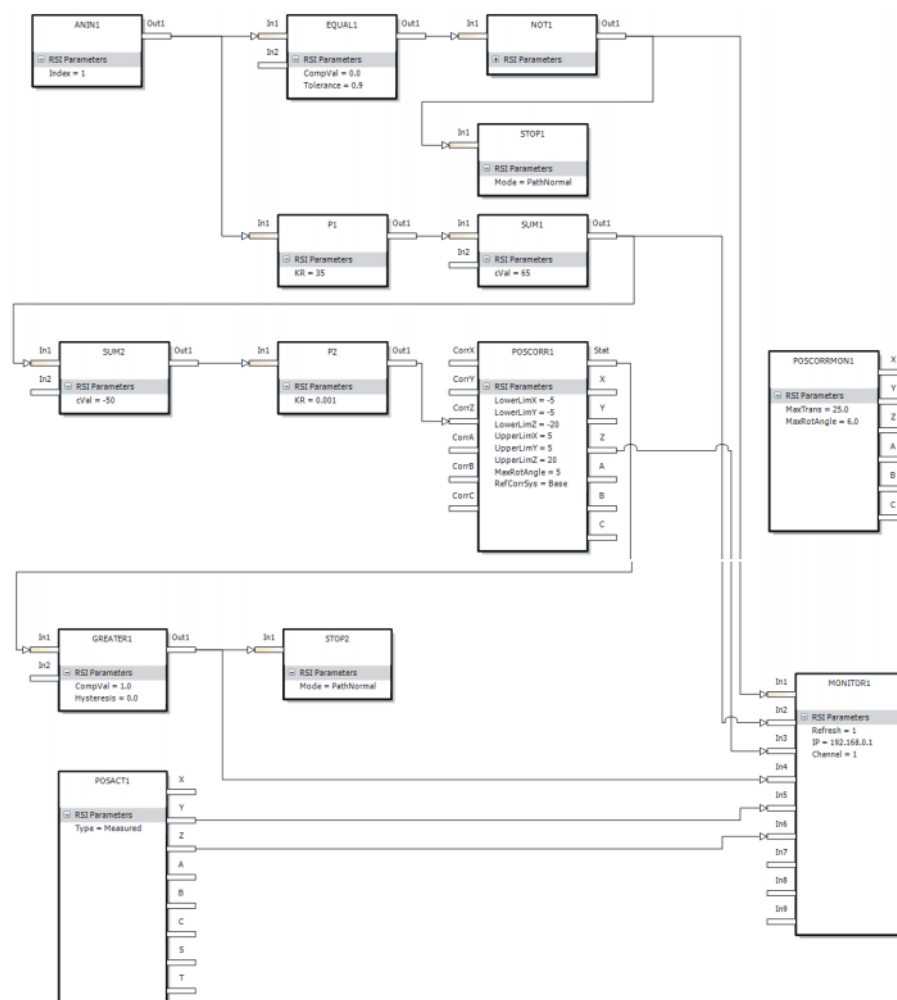 ANIN1
Out1
RSI Parameters
Index = 1
In1
EQUAL1
Out1
In2
RSI Parameters
CompVal = 0.0
Tolerance = 0.9
In1
NOT1
Out1
RSI Parameters
In1
STOP1
RSI Parameters
Mode = PathNormal
In1
P1
Out1
RSI Parameters
KR = 35
In1
SUM1
Out1
In2
RSI Parameters
cVal = 65
In1
SUM2
Out1
In2
RSI Parameters
cVal = -50
In1
P2
Out1
RSI Parameters
KR = 0.001
CorrX
CorrY
CorrZ
CorrA
CorrB
CorrC
POSCORR1
RSI Parameters
LowerLimX = -5
LowerLimY = -5
LowerLimZ = -20
UpperLimX = 5
UpperLimY = 5
UpperLimZ = 20
MaxRotAngle = 5
RefCorrSys = Base
Stat
X
Y
Z
A
B
C
POSCORRMON1
RSI Parameters
MaxTrans = 25.0
MaxRotAngle = 6.0
X
Y
Z
A
B
C
In1
GREATER1
Out1
In2
RSI Parameters
CompVal = 1.0
Hysteresis = 0.0
In1
STOP2
RSI Parameters
Mode = PathNormal
POSACT1
RSI Parameters
Type = Measured
X
Y
Z
A
B
C
S
T
In1
In2
In3
In4
In5
In6
In7
In8
In9
MONITOR1
RSI Parameters
Refresh = 1
IP = 192.168.0.1
Channel = 1